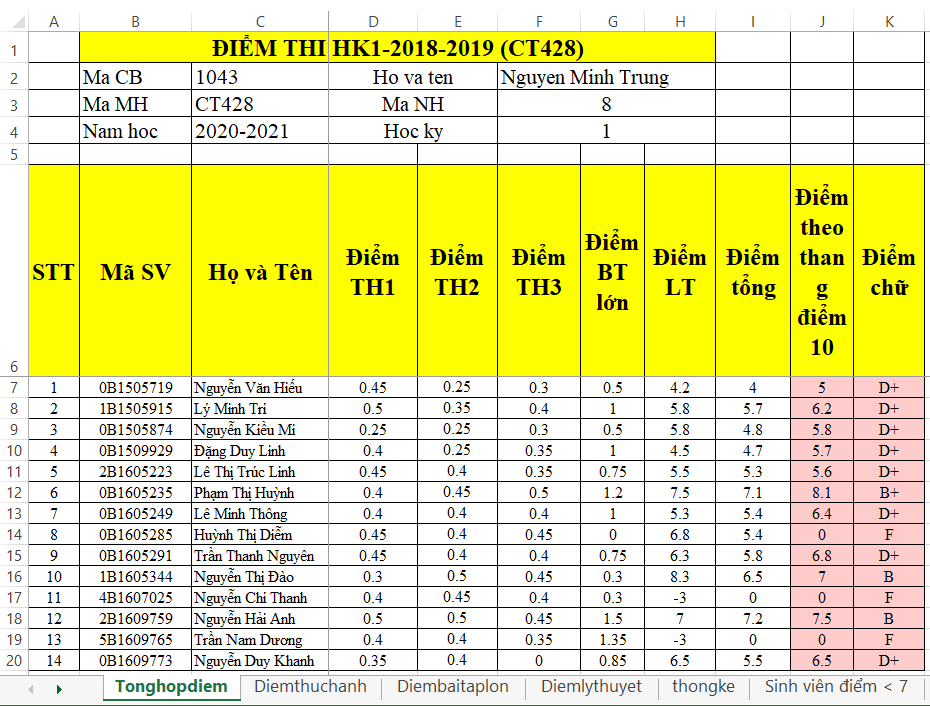 A B C D E F G H I J K
1 ĐIỂM THI HK1-2018-2019 (CT428)
2 Ma CB 1043 Ho va ten Nguyen Minh Trung
3 Ma MH CT428 Ma NH 8
4 Nam hoc 2020-2021 Hoc ky 1
5
6 STT Mã SV Họ và Tên Điểm TH1 Điểm TH2 Điểm TH3 Điểm BT lớn Điểm LT Điểm tổng Điểm theo thang điểm 10 Điểm chữ
7 1 0B1505719 Nguyễn Văn Hiếu 0.45 0.25 0.3 0.5 4.2 4 5 D+
8 2 1B1505915 Lý Minh Trí 0.5 0.35 0.4 1 5.8 5.7 6.2 D+
9 3 0B1505874 Nguyễn Kiều Mi 0.25 0.25 0.3 0.5 5.8 4.8 5.8 D+
10 4 0B1509929 Đặng Duy Linh 0.4 0.25 0.35 1 4.5 4.7 5.7 D+
11 5 2B1605223 Lê Thị Trúc Linh 0.45 0.4 0.35 0.75 5.5 5.3 5.6 D+
12 6 0B1605235 Phạm Thị Huỳnh 0.4 0.45 0.5 1.2 7.5 7.1 8.1 B+
13 7 0B1605249 Lê Minh Thông 0.4 0.4 0.4 1 5.3 5.4 6.4 D+
14 8 0B1605285 Huỳnh Thị Diễm 0.45 0.4 0.45 0 6.8 5.4 0 F
15 9 0B1605291 Trần Thanh Nguyên 0.45 0.4 0.4 0.75 6.3 5.8 6.8 D+
16 10 1B1605344 Nguyễn Thị Đào 0.3 0.5 0.45 0.3 8.3 6.5 7 B
17 11 4B1607025 Nguyễn Chí Thanh 0.4 0.45 0.4 0.3 -3 0 0 F
18 12 2B1609759 Nguyễn Hải Anh 0.5 0.5 0.45 1.5 7 7.2 7.5 B
19 13 5B1609765 Trần Nam Dương 0.4 0.4 0.35 1.35 -3 0 0 F
20 14 0B1609773 Nguyễn Duy Khanh 0.35 0.4 0 0.85 6.5 5.5 6.5 D+
Tonghopdiem Diemthuchanh Diembaitaplon Diemlythuyet thongke Sinh viên điểm < 7